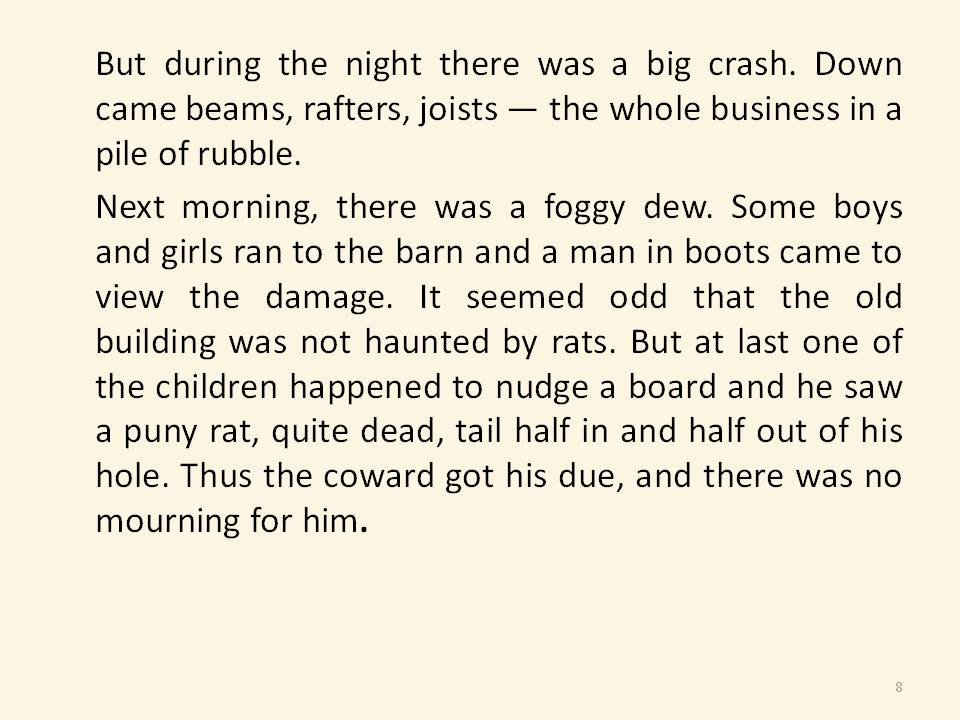 But during the night there was a big crash. Down
came beams, rafters, joists — the whole business in a
pile of rubble.
Next morning, there was a foggy dew. Some boys
and girls ran to the barn and a man in boots came to
view the damage. It seemed odd that the old
building was not haunted by rats. But at last one of
the children happened to nudge a board and he saw
a puny rat, quite dead, tail half in and half out of his
hole. Thus the coward got his due, and there was no
mourning for him.
8